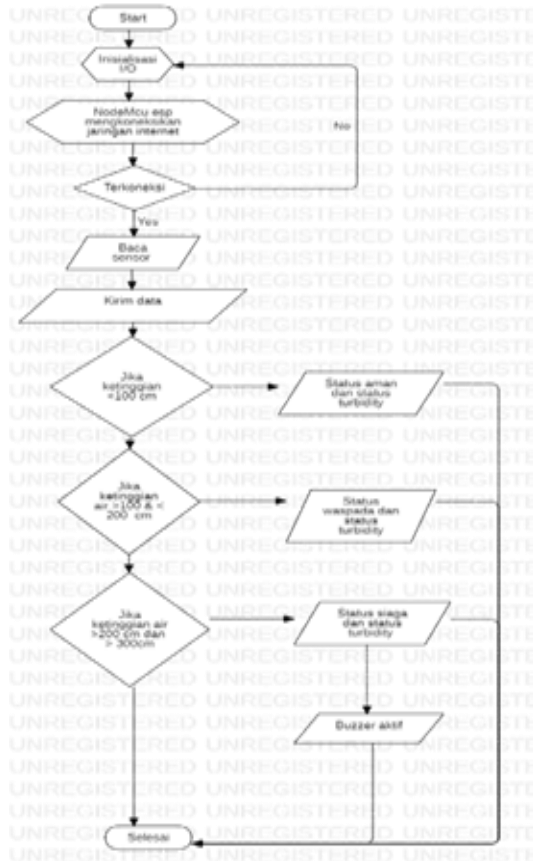 Start
Inisialisasi
I/O
NodeMcu esp
mengkoneksikan
jaringan internet
No
Terkoneksi
Yes
Baca
sensor
Kirim data
Jika
ketinggian
<100 cm
Status aman
dan status
turbidity
Jika
ketinggian
air >100 & <
200 cm
Status
waspada dan
status
turbidity
Jika
ketinggian air
>200 cm dan
> 300cm
Status siaga
dan status
turbidity
Buzzer aktif
Selesai
UNREGISTERED UNREGISTERED